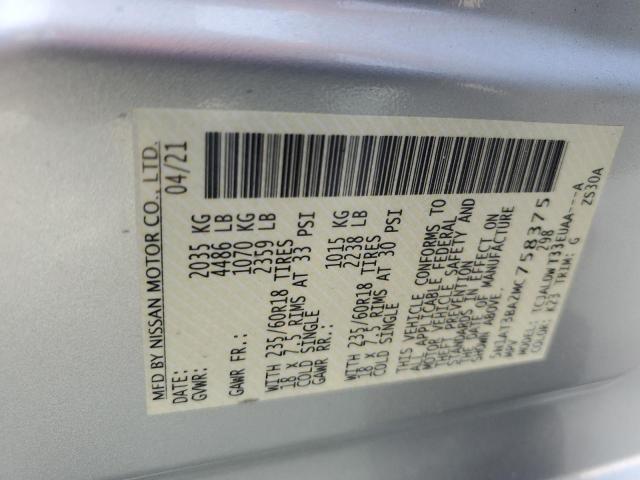 MFD BY NISSAN MOTOR CO., LTD.
DATE: 04/21
GVWR: 2035 KG
4486 LB
GAWR FR.: 1070 KG
2359 LB
WITH 235/60R18 TIRES
18 X 7.5 RIMS AT 33 PSI
COLD SINGLE
GAWR RR.: 1015 KG
2238 LB
WITH 235/60R18 TIRES
18 X 7.5 RIMS AT 30 PSI
COLD SINGLE
THIS VEHICLE CONFORMS TO
ALL APPLICABLE FEDERAL
MOTOR VEHICLE SAFETY AND
THEFT PREVENTION
STANDARDS IN EFFECT ON
THE DATE OF MANUFACTURE
SHOWN ABOVE.
5N1AT3BA2MC758375
MPV Z98
MODEL:
COLOR: K23 TRIM: G
ZS30A